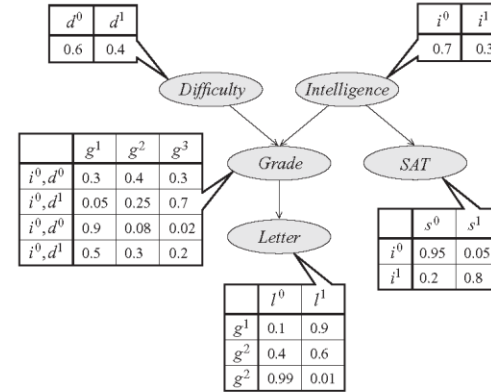 d⁰ d¹
0.6 0.4
i⁰ i¹
0.7 0.3
Difficulty
Intelligence
g¹ g² g³
i⁰, d⁰ 0.3 0.4 0.3
i⁰, d¹ 0.05 0.25 0.7
i⁰, d⁰ 0.9 0.08 0.02
i⁰, d¹ 0.5 0.3 0.2
Grade
SAT
s⁰ s¹
i⁰ 0.95 0.05
i¹ 0.2 0.8
Letter
l⁰ l¹
g¹ 0.1 0.9
g² 0.4 0.6
g² 0.99 0.01